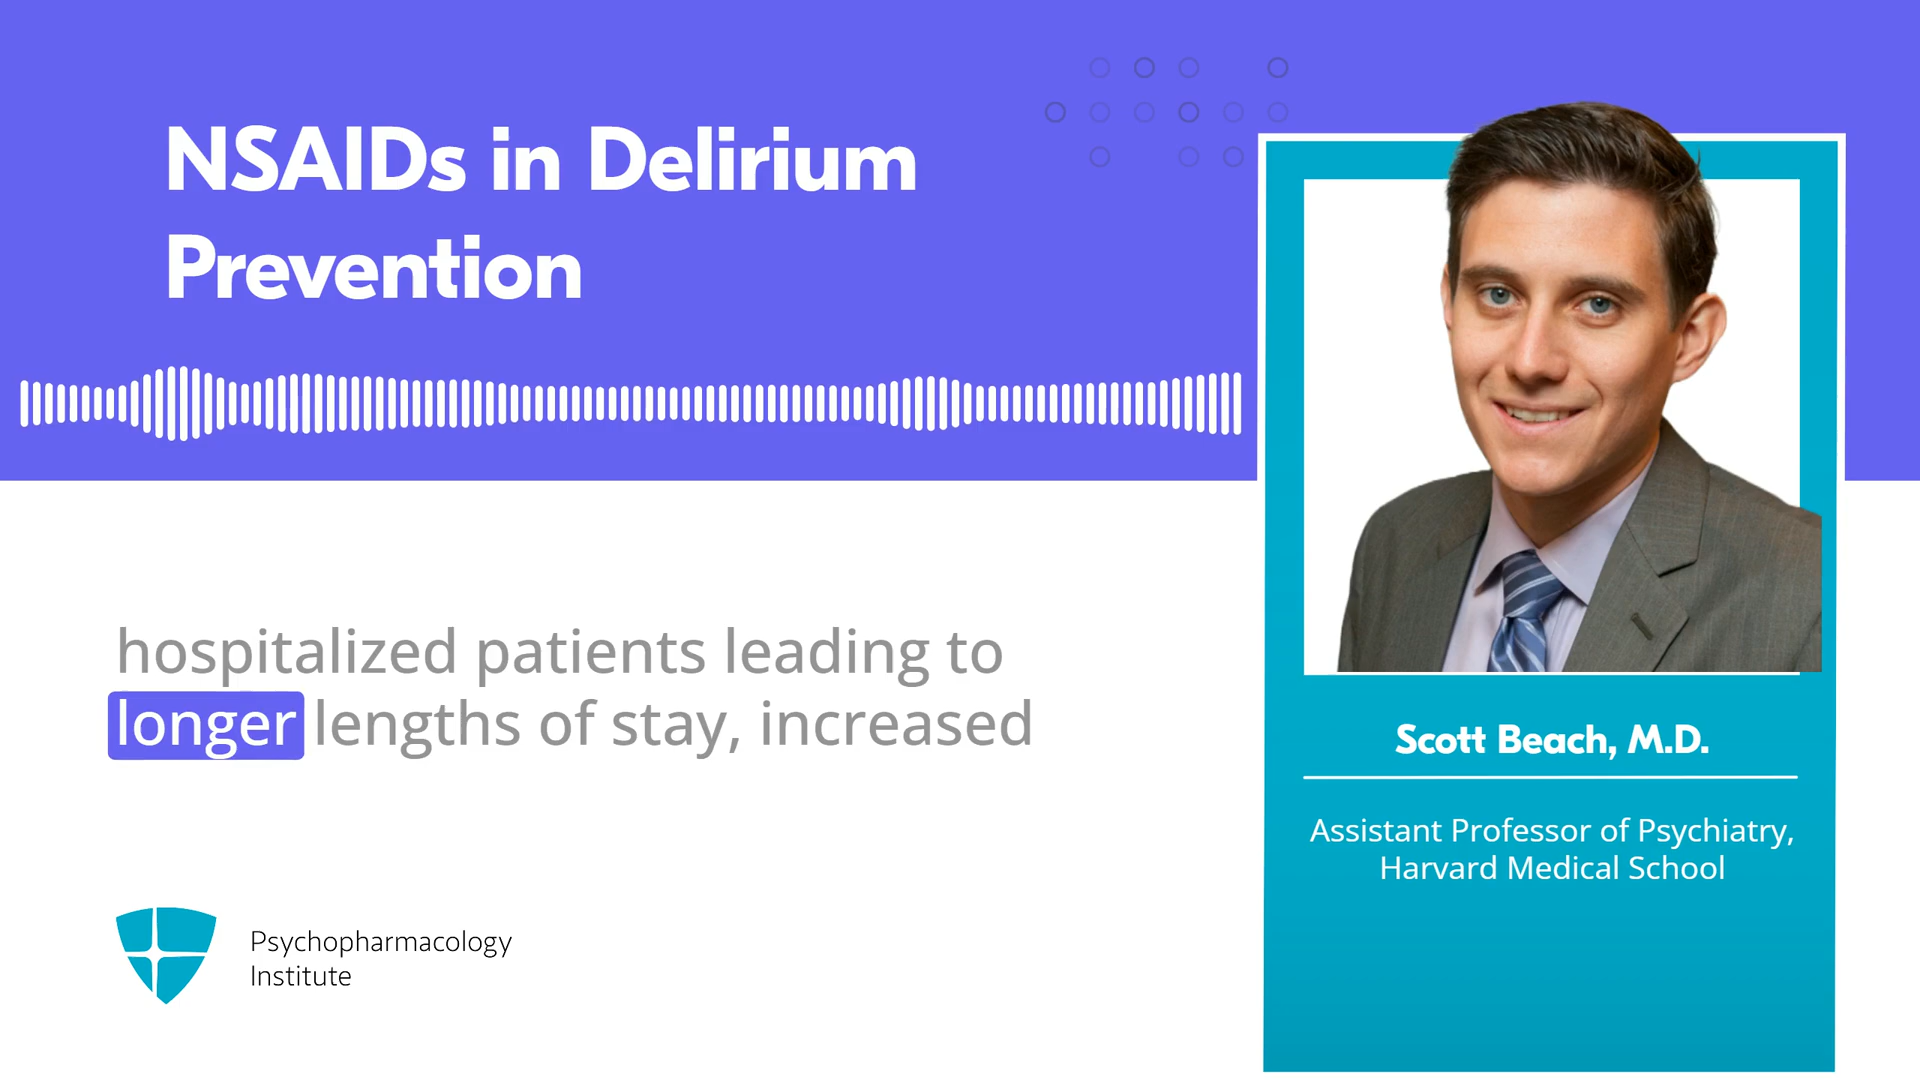 NSAIDs in Delirium
Prevention
hospitalized patients leading to
longer lengths of stay, increased
Psychopharmacology
Institute
Scott Beach, M.D.
Assistant Professor of Psychiatry,
Harvard Medical School